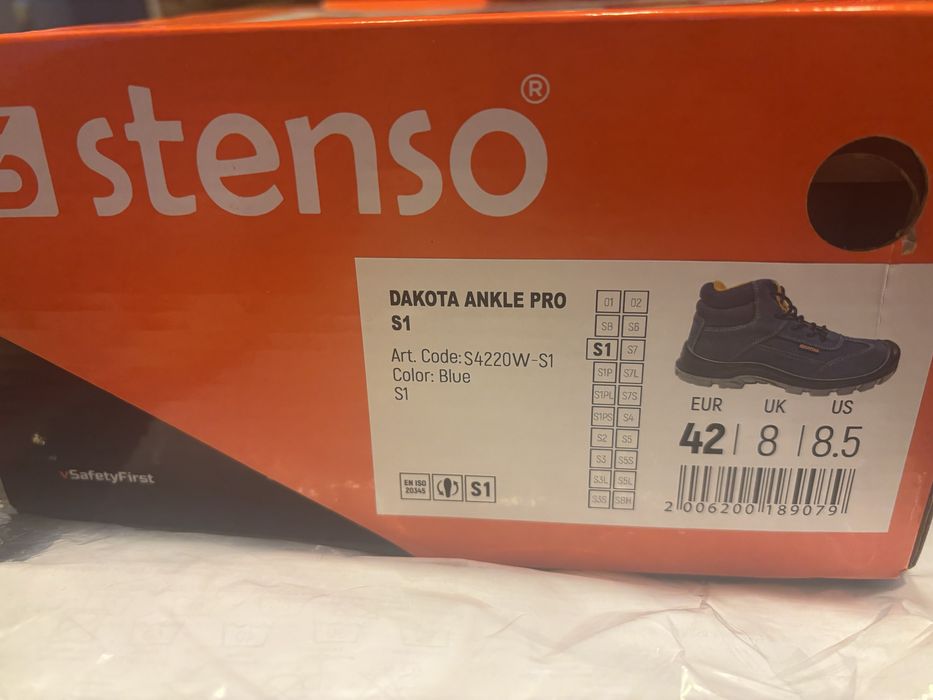 stenso®
DAKOTA ANKLE PRO
S1
Art. Code: S4220W-S1
Color: Blue
S1
EN ISO
20345
S1
01 02
SB S6
S1 S7
S1P S7L
S1PL S7S
S1PS S4
S2 S5
S3 S5S
S3L S5L
S3S SBH
EUR UK US
42 | 8 | 8.5
2 006200 189079
vSafetyFirst